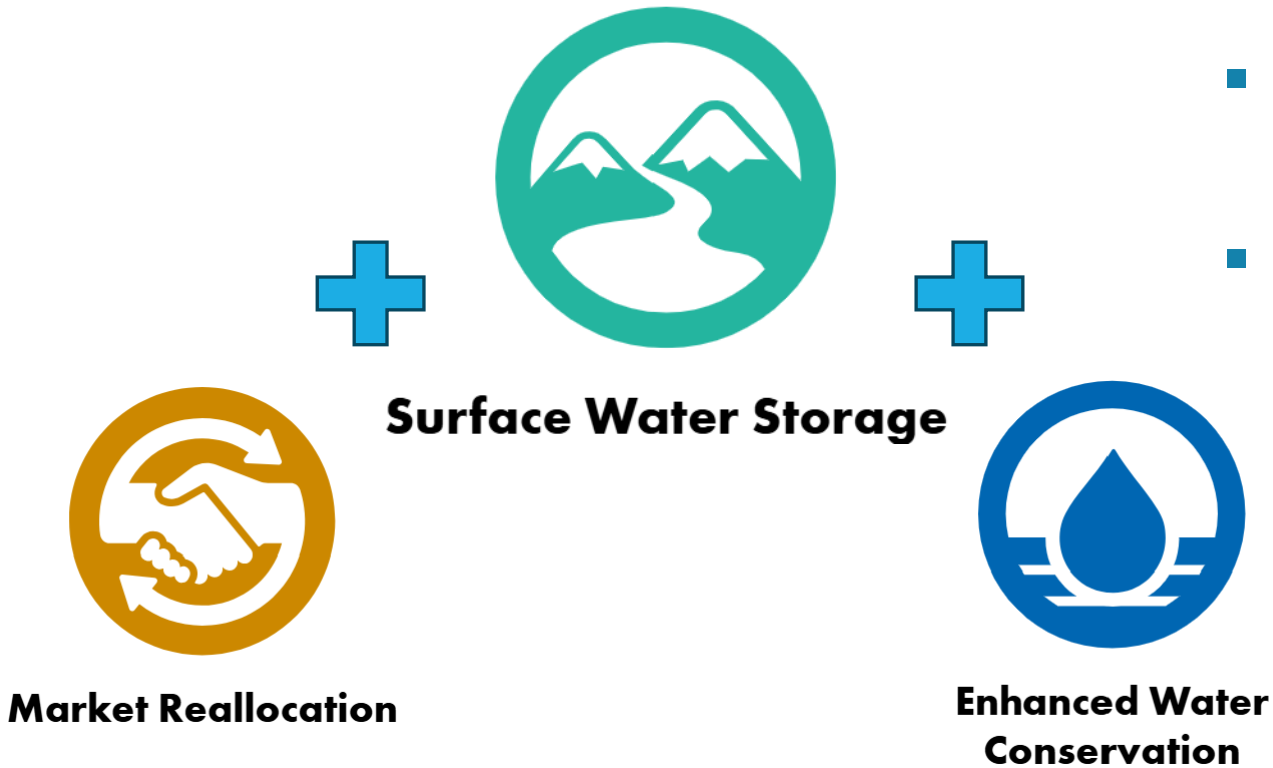 Surface Water Storage
Market Reallocation
Enhanced Water
Conservation